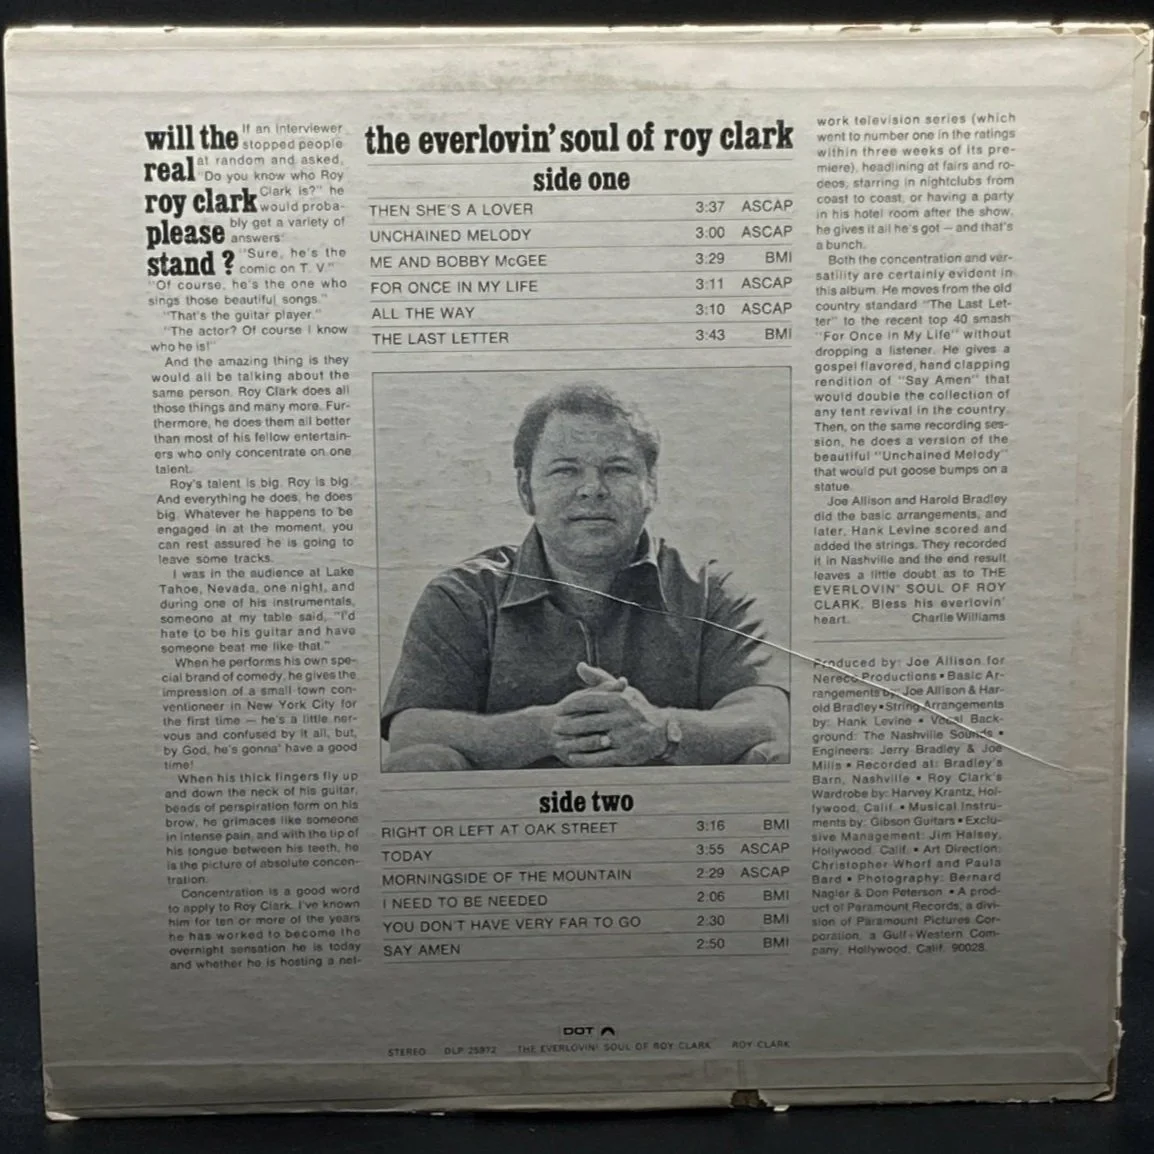 will the
real
roy clark
please
stand ?
If an interviewer
stopped people
at random and asked,
"Do you know who Roy
Clark is?" he
would proba-
bly get a variety of
answers:
"Sure, he's the
comic on T. V."
"Of course, he's the one who
sings those beautiful songs."
"That's the guitar player."
"The actor? Of course I know
who he is!"
And the amazing thing is they
would all be talking about the
same person. Roy Clark does all
those things and many more. Fur-
thermore, he does them all better
than most of his fellow entertain-
ers who only concentrate on one
talent.
Roy's talent is big. Roy is big.
And everything he does, he does
big. Whatever he happens to be
engaged in at the moment, you
can rest assured he is going to
leave some tracks.
I was in the audience at Lake
Tahoe, Nevada, one night, and
during one of his instrumentals,
someone at my table said, "I'd
hate to be his guitar and have
someone beat me like that."
When he performs his own spe-
cial brand of comedy, he gives the
impression of a small town con-
ventioneer in New York City for
the first time — he's a little ner-
vous and confused by it all, but,
by God, he's gonna' have a good
time!
When his thick fingers fly up
and down the neck of his guitar,
beads of perspiration form on his
brow, he grimaces like someone
in intense pain, and with the tip of
his tongue between his teeth, he
is the picture of absolute concen-
tration.
Concentration is a good word
to apply to Roy Clark. I've known
him for ten or more of the years
he has worked to become the
overnight sensation he is today
and whether he is hosting a net-
the everlovin' soul of roy clark
side one
THEN SHE'S A LOVER 3:37 ASCAP
UNCHAINED MELODY 3:00 ASCAP
ME AND BOBBY McGEE 3:29 BMI
FOR ONCE IN MY LIFE 3:11 ASCAP
ALL THE WAY 3:10 ASCAP
THE LAST LETTER 3:43 BMI
side two
RIGHT OR LEFT AT OAK STREET 3:16 BMI
TODAY 3:55 ASCAP
MORNINGSIDE OF THE MOUNTAIN 2:29 ASCAP
I NEED TO BE NEEDED 2:06 BMI
YOU DON'T HAVE VERY FAR TO GO 2:30 BMI
SAY AMEN 2:50 BMI
work television series (which
went to number one in the ratings
within three weeks of its pre-
miere), headlining at fairs and ro-
deos, starring in nightclubs from
coast to coast, or having a party
in his hotel room after the show,
he gives it all he's got — and that's
a bunch.
Both the concentration and ver-
satility are certainly evident in
this album. He moves from the old
country standard "The Last Let-
ter" to the recent top 40 smash
"For Once in My Life" without
dropping a listener. He gives a
gospel flavored, hand clapping
rendition of "Say Amen" that
would double the collection of
any tent revival in the country.
Then, on the same recording ses-
sion, he does a version of the
beautiful "Unchained Melody"
that would put goose bumps on a
statue.
Joe Allison and Harold Bradley
did the basic arrangements, and
later, Hank Levine scored and
added the strings. They recorded
it in Nashville and the end result
leaves a little doubt as to THE
EVERLOVIN' SOUL OF ROY
CLARK. Bless his everlovin'
heart. Charlie Williams
Produced by: Joe Allison for
Nereco Productions • Basic Ar-
rangements by: Joe Allison & Har-
old Bradley • String Arrangements
by: Hank Levine • Vocal Back-
ground: The Nashville Sounds •
Engineers: Jerry Bradley & Joe
Mills • Recorded at: Bradley's
Barn, Nashville • Roy Clark's
Wardrobe by: Harvey Krantz, Hol-
lywood, Calif. • Musical Instru-
ments by: Gibson Guitars • Exclu-
sive Management: Jim Halsey,
Hollywood, Calif. • Art Direction:
Christopher Whorf and Paula
Bard • Photography: Bernard
Nagler & Don Peterson • A prod-
uct of Paramount Records, a divi-
sion of Paramount Pictures Cor-
poration, a Gulf+Western Com-
pany, Hollywood, Calif. 90028.
DOT
STEREO DLP 25972 THE EVERLOVIN' SOUL OF ROY CLARK ROY CLARK